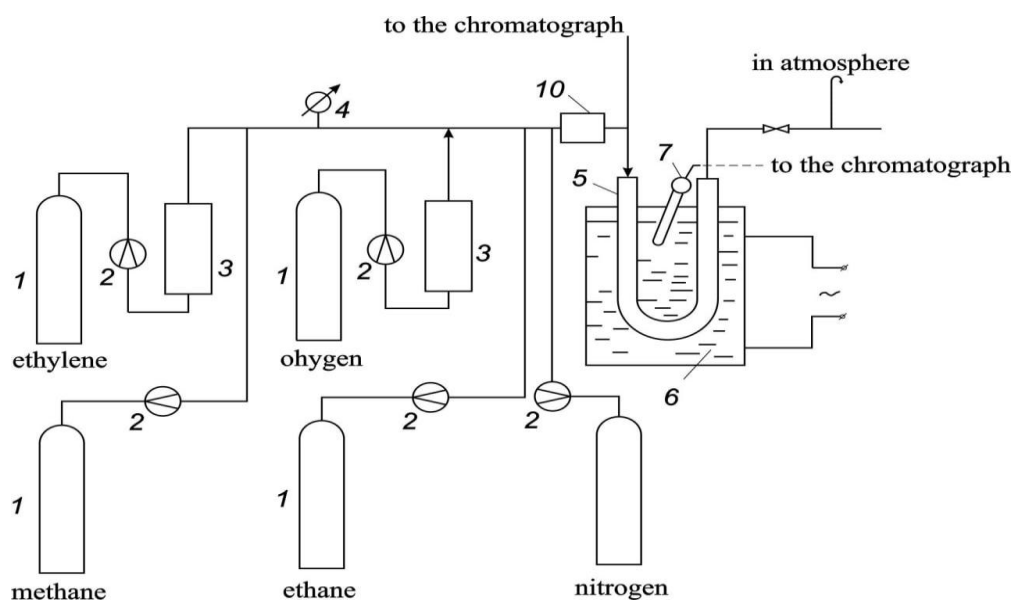 to the chromatograph
in atmosphere
10
4
7
to the chromatograph
5
1
2
3
1
2
3
ethylene
ohygen
6
2
2
2
1
1
methane
ethane
nitrogen